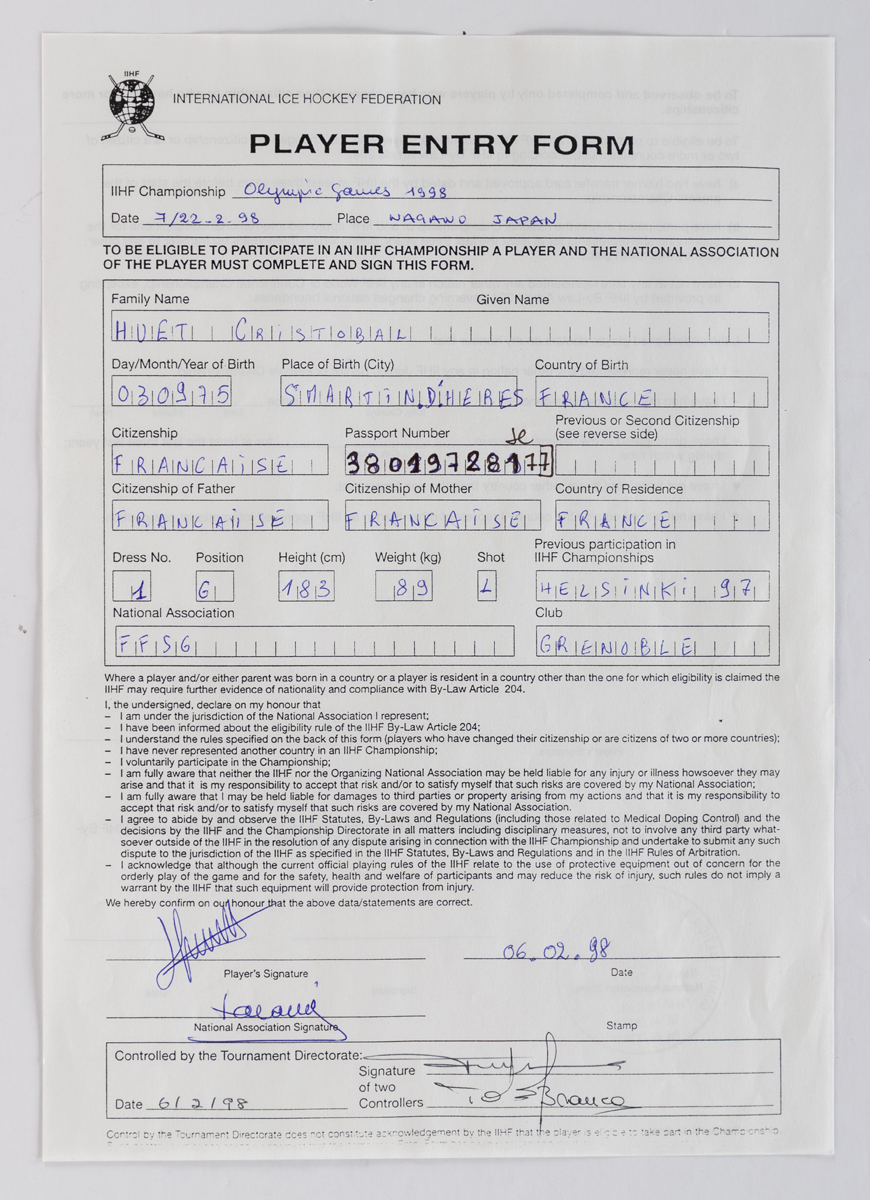 IIHF
INTERNATIONAL ICE HOCKEY FEDERATION
PLAYER ENTRY FORM
IIHF Championship Olympic Games 1998
Date 7/22-2-98 Place NAGANO JAPAN
TO BE ELIGIBLE TO PARTICIPATE IN AN IIHF CHAMPIONSHIP A PLAYER AND THE NATIONAL ASSOCIATION
OF THE PLAYER MUST COMPLETE AND SIGN THIS FORM.
Family Name Given Name
HUET CRISTOBAL
Day/Month/Year of Birth Place of Birth (City) Country of Birth
030975 SMARTIN.D'HERES FRANCE
Citizenship Passport Number Previous or Second Citizenship
(see reverse side)
FRANCAISE
Citizenship of Father Citizenship of Mother Country of Residence
FRANCAISE FRANCAISE FRANCE
Dress No. Position Height (cm) Weight (kg) Shot Previous participation in
IIHF Championships
1 G 183 89 L HELSINKI 97
National Association Club
FFSG GRENOBLE
Where a player and/or either parent was born in a country or a player is resident in a country other than the one for which eligibility is claimed the
IIHF may require further evidence of nationality and compliance with By-Law Article 204.
I, the undersigned, declare on my honour that
– I am under the jurisdiction of the National Association I represent;
– I have been informed about the eligibility rule of the IIHF By-Law Article 204;
– I understand the rules specified on the back of this form (players who have changed their citizenship or are citizens of two or more countries);
– I have never represented another country in an IIHF Championship;
– I voluntarily participate in the Championship;
– I am fully aware that neither the IIHF nor the Organizing National Association may be held liable for any injury or illness howsoever they may
arise and that it is my responsibility to accept that risk and/or to satisfy myself that such risks are covered by my National Association;
– I am fully aware that I may be held liable for damages to third parties or property arising from my actions and that it is my responsibility to
accept that risk and/or to satisfy myself that such risks are covered by my National Association.
– I agree to abide by and observe the IIHF Statutes, By-Laws and Regulations (including those related to Medical Doping Control) and the
decisions by the IIHF and the Championship Directorate in all matters including disciplinary measures, not to involve any third party what-
soever outside of the IIHF in the resolution of any dispute arising in connection with the IIHF Championship and undertake to submit any such
dispute to the jurisdiction of the IIHF as specified in the IIHF Statutes, By-Laws and Regulations and in the IIHF Rules of Arbitration.
– I acknowledge that although the current official playing rules of the IIHF relate to the use of protective equipment out of concern for the
orderly play of the game and for the safety, health and welfare of participants and may reduce the risk of injury, such rules do not imply a
warrant by the IIHF that such equipment will provide protection from injury.
We hereby confirm on our honour that the above data/statements are correct.
06.02.98
Player's Signature Date
National Association Signature Stamp
Controlled by the Tournament Directorate:
Signature
of two
Date 6/2/98 Controllers
Control by the Tournament Directorate does not constitute acknowledgement by the IIHF that the player is eligible to take part in the Championship